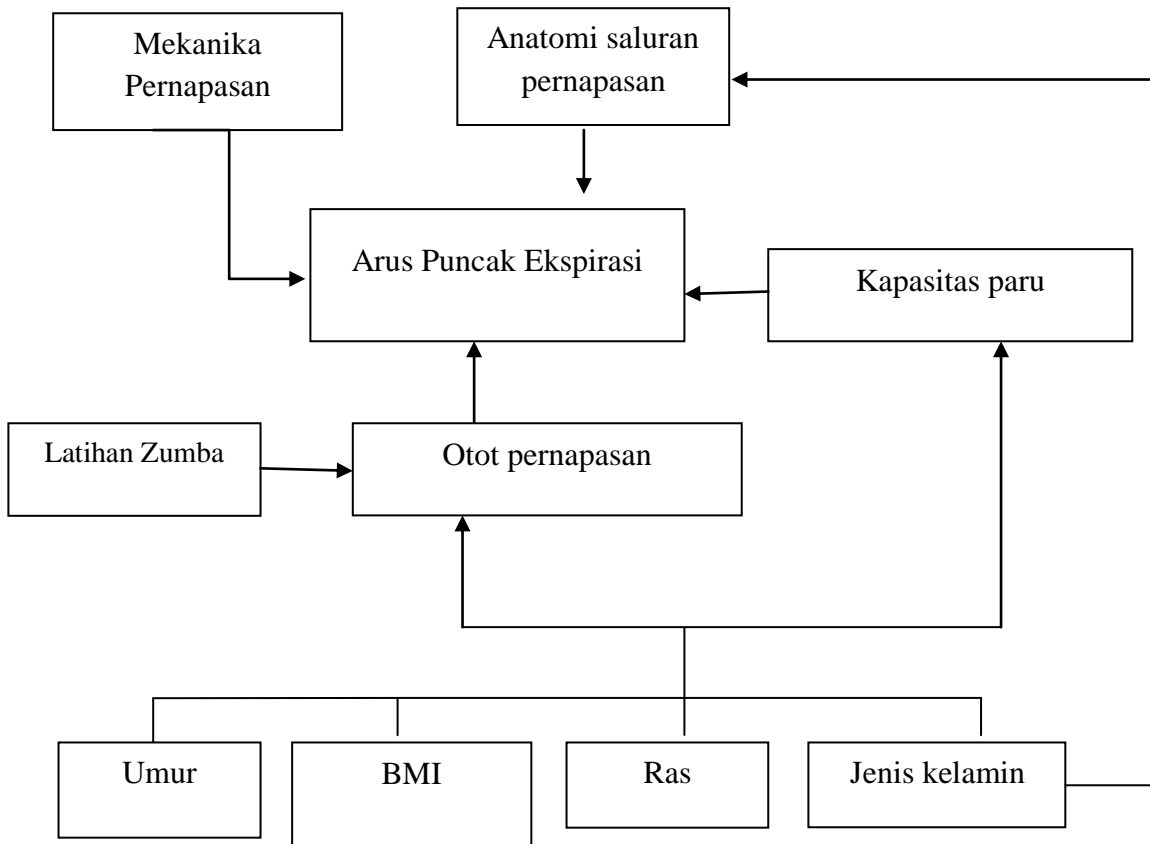 Mekanika
Pernapasan
Anatomi saluran
pernapasan
Arus Puncak Ekspirasi
Kapasitas paru
Latihan Zumba
Otot pernapasan
Umur
BMI
Ras
Jenis kelamin